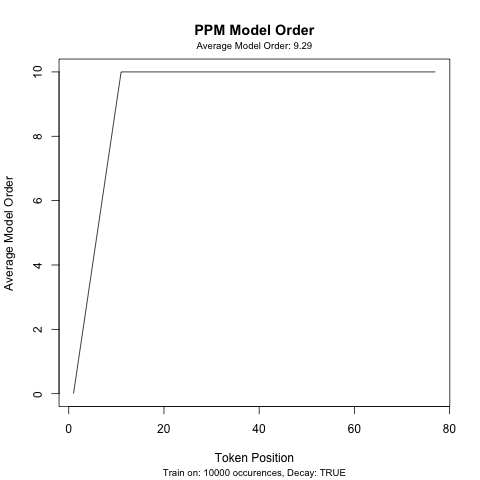 PPM Model Order
Average Model Order: 9.29
Average Model Order
10
8
6
4
2
0
0 20 40 60 80
Token Position
Train on: 10000 occurences, Decay: TRUE